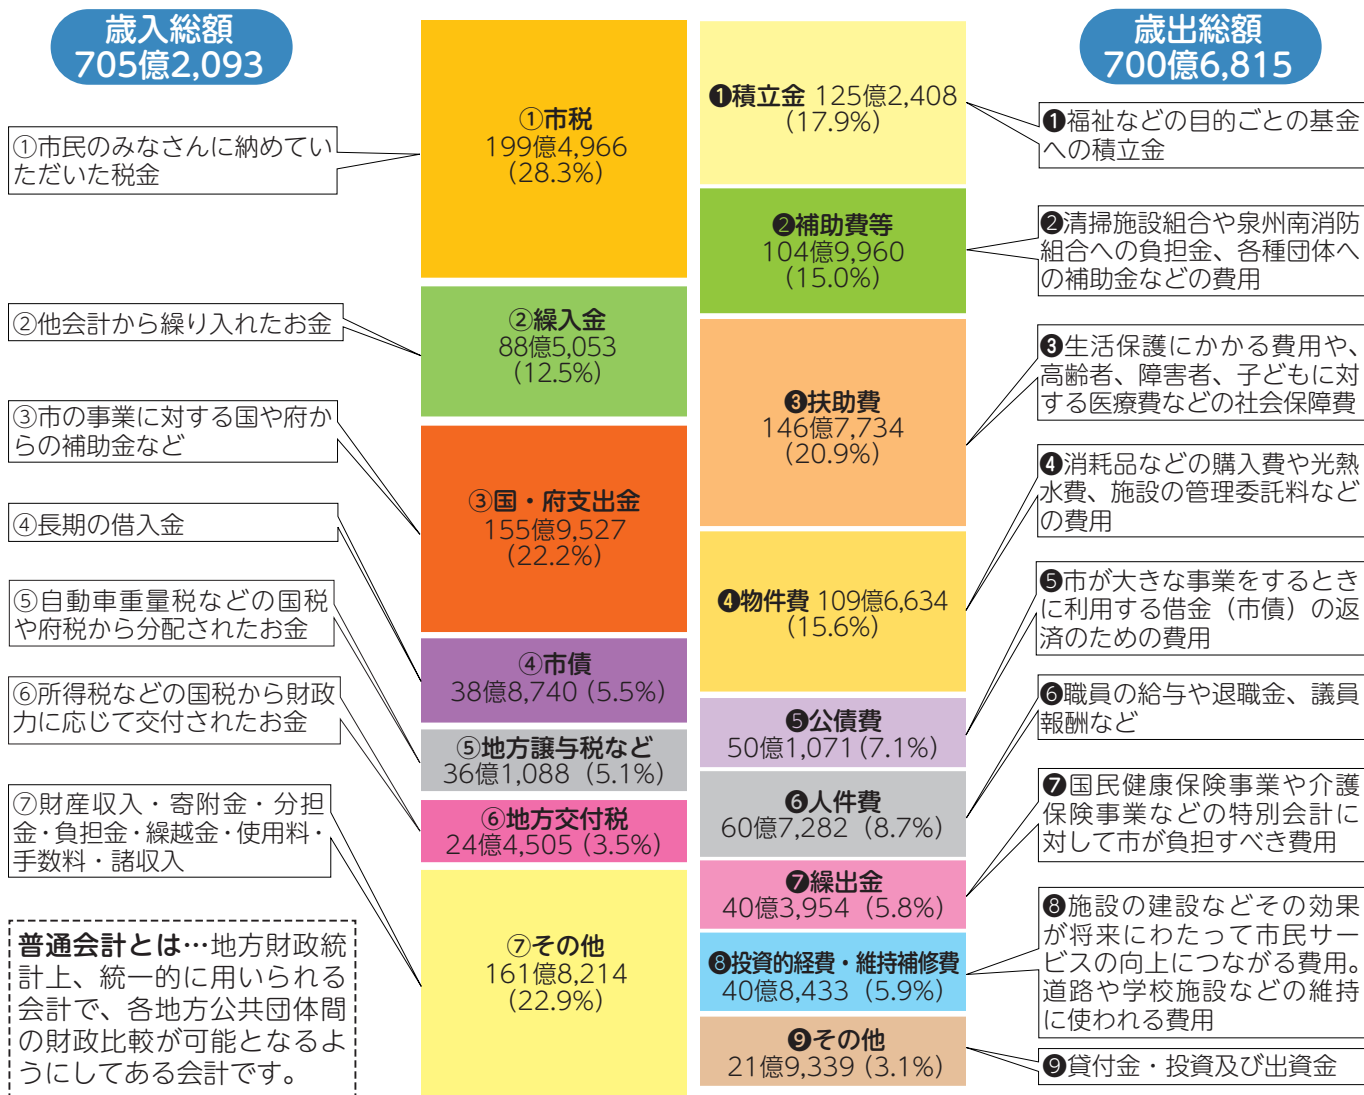 歳入総額
705億2,093
①市民のみなさんに納めてい
ただいた税金
②他会計から繰り入れたお金
③市の事業に対する国や府か
らの補助金など
④長期の借入金
⑤自動車重量税などの国税
や府税から分配されたお金
⑥所得税などの国税から財政
力に応じて交付されたお金
⑦財産収入・寄附金・分担
金・負担金・繰越金・使用料・
手数料・諸収入
普通会計とは…地方財政統
計上、統一的に用いられる
会計で、各地方公共団体間
の財政比較が可能となるよ
うにしてある会計です。
①市税
199億4,966
(28.3%)
②繰入金
88億5,053
(12.5%)
③国・府支出金
155億9,527
(22.2%)
④市債
38億8,740 (5.5%)
⑤地方譲与税など
36億1,088 (5.1%)
⑥地方交付税
24億4,505 (3.5%)
⑦その他
161億8,214
(22.9%)
❶積立金 125億2,408
(17.9%)
❷補助費等
104億9,960
(15.0%)
❸扶助費
146億7,734
(20.9%)
❹物件費 109億6,634
(15.6%)
❺公債費
50億1,071 (7.1%)
❻人件費
60億7,282 (8.7%)
❼繰出金
40億3,954 (5.8%)
❽投資的経費・維持補修費
40億8,433 (5.9%)
❾その他
21億9,339 (3.1%)
歳出総額
700億6,815
❶福祉などの目的ごとの基金
への積立金
❷清掃施設組合や泉州南消防
組合への負担金、各種団体へ
の補助金などの費用
❸生活保護にかかる費用や、
高齢者、障害者、子どもに対
する医療費などの社会保障費
❹消耗品などの購入費や光熱
水費、施設の管理委託料など
の費用
❺市が大きな事業をするとき
に利用する借金（市債）の返
済のための費用
❻職員の給与や退職金、議員
報酬など
❼国民健康保険事業や介護
保険事業などの特別会計に
対して市が負担すべき費用
❽施設の建設などその効果
が将来にわたって市民サー
ビスの向上につながる費用。
道路や学校施設などの維持
に使われる費用
❾貸付金・投資及び出資金